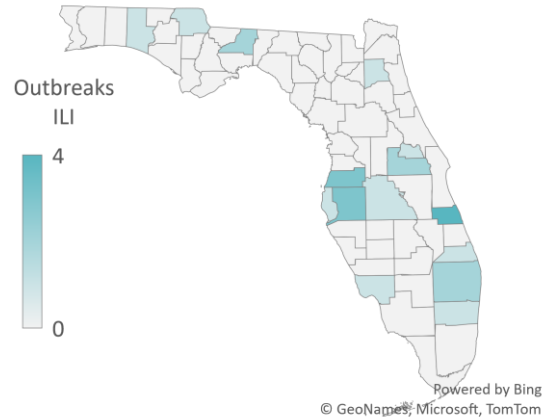 Outbreaks
ILI
4
0
Powered by Bing
© GeoNames, Microsoft, TomTom